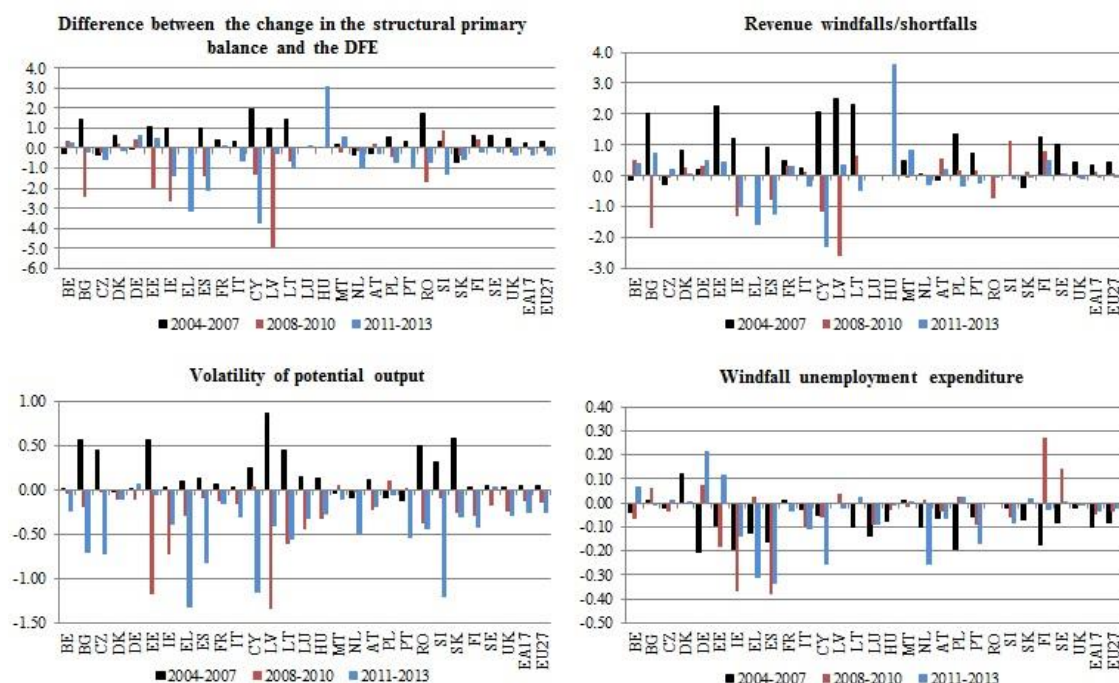 Difference between the change in the structural primary
balance and the DFE
4.0
3.0
2.0
1.0
0.0
-1.0
-2.0
-3.0
-4.0
-5.0
-6.0
BE BG CZ DK DE EE IE EL ES FR IT CY LV LT LU HU MT NL AT PL PT RO SI SK FI SE UK EA17 EU27
2004-2007 2008-2010 2011-2013
Revenue windfalls/shortfalls
4.0
3.0
2.0
1.0
0.0
-1.0
-2.0
-3.0
BE BG CZ DK DE EE IE EL ES FR IT CY LV LT LU HU MT NL AT PL PT RO SI SK FI SE UK EA17 EU27
2004-2007 2008-2010 2011-2013
Volatility of potential output
1.00
0.50
0.00
-0.50
-1.00
-1.50
BE BG CZ DK DE EE IE EL ES FR IT CY LV LT LU HU MT NL AT PL PT RO SI SK FI SE UK EA17 EU27
2004-2007 2008-2010 2011-2013
Windfall unemployment expenditure
0.40
0.30
0.20
0.10
0.00
-0.10
-0.20
-0.30
-0.40
-0.50
BE BG CZ DK DE EE IE EL ES FR IT CY LV LT LU HU MT NL AT PL PT RO SI SK FI SE UK EA17 EU27
2004-2007 2008-2010 2011-2013